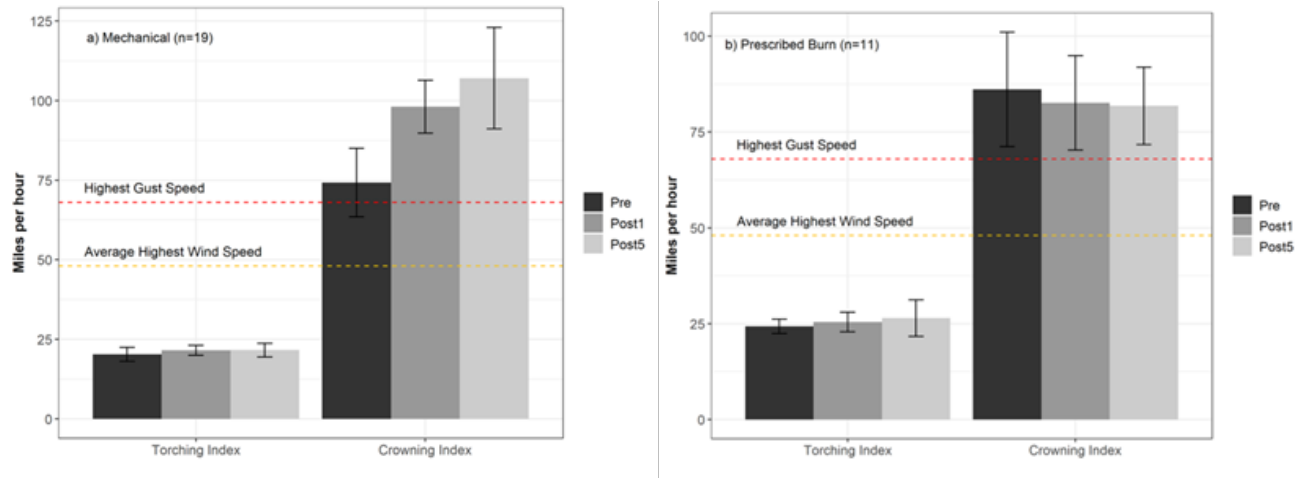 a) Mechanical (n=19)
Miles per hour
125
100
75
50
25
0
Highest Gust Speed
Average Highest Wind Speed
Torching Index
Crowning Index
Pre
Post1
Post5
b) Prescribed Burn (n=11)
Miles per hour
100
75
50
25
0
Highest Gust Speed
Average Highest Wind Speed
Torching Index
Crowning Index
Pre
Post1
Post5